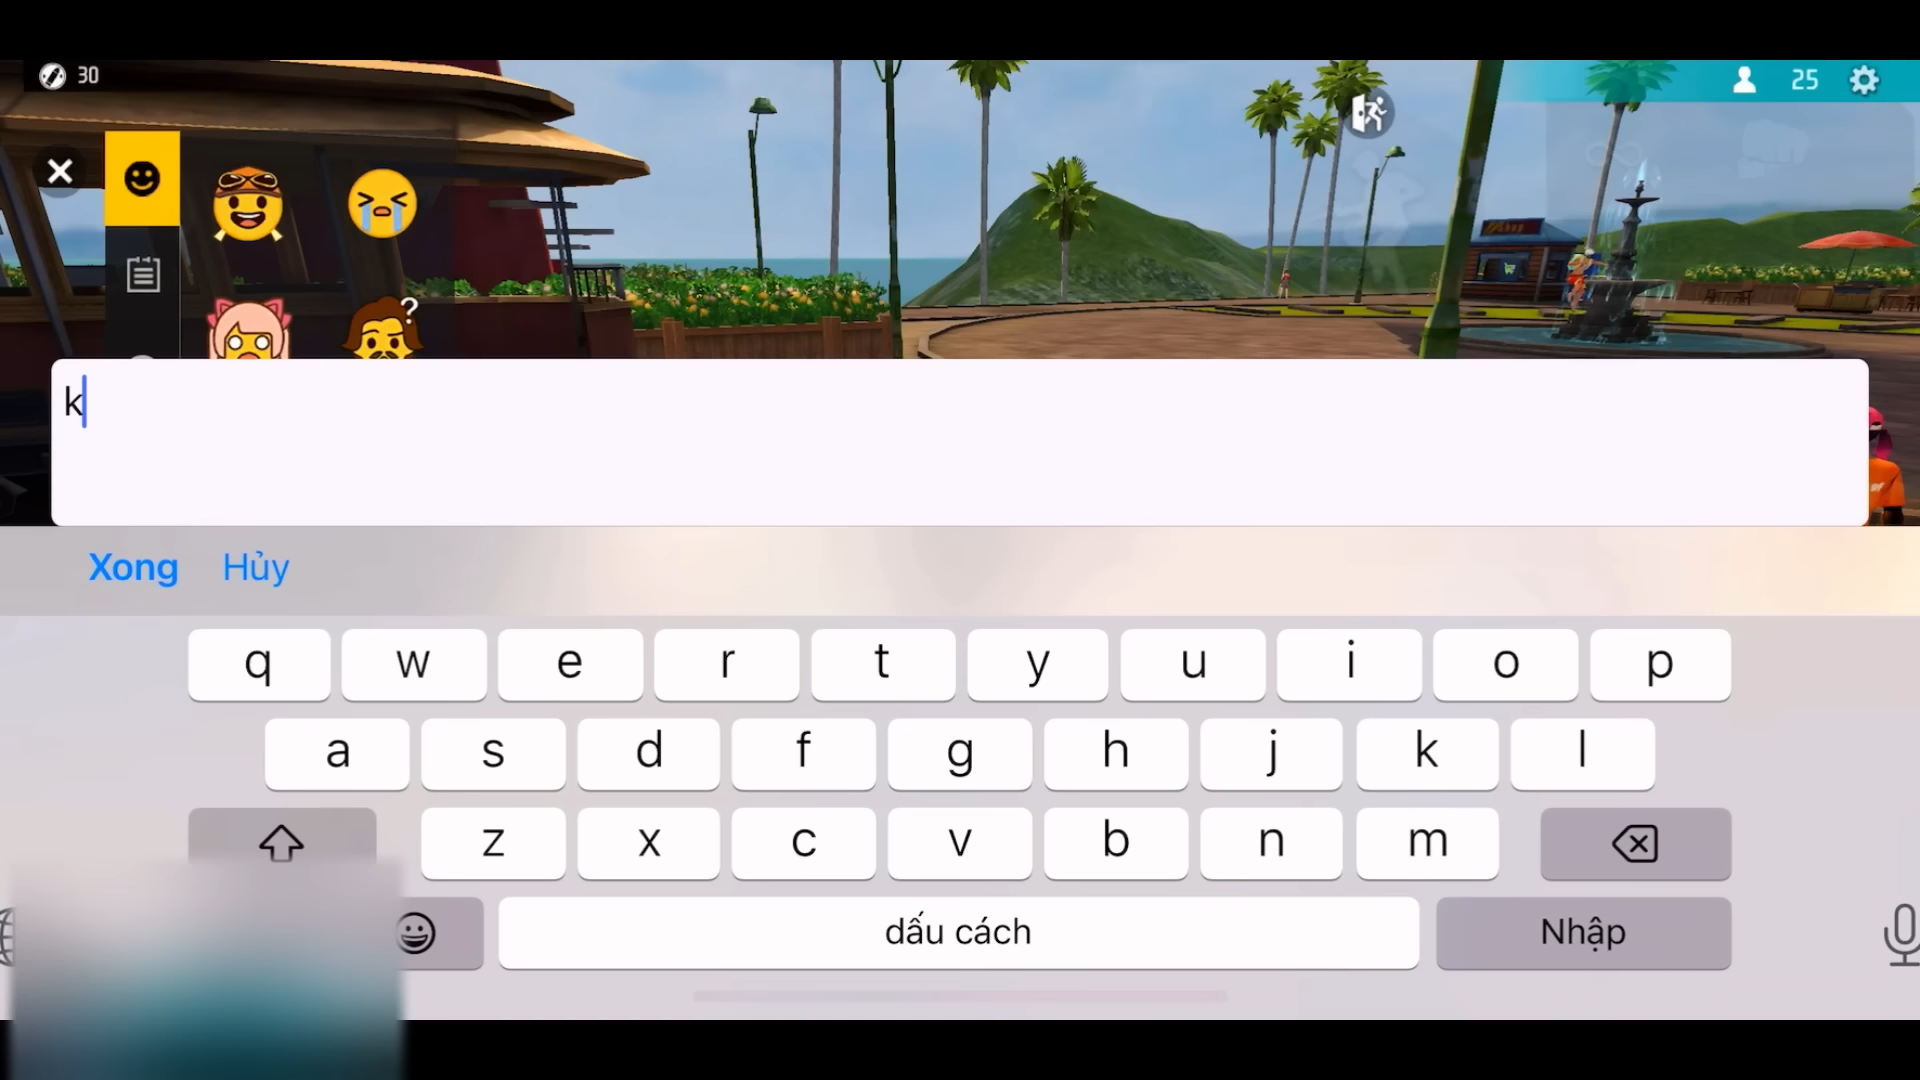 30
25
k
Xong Hủy
q w e r t y u i o p
a s d f g h j k l
z x c v b n m
dấu cách Nhập